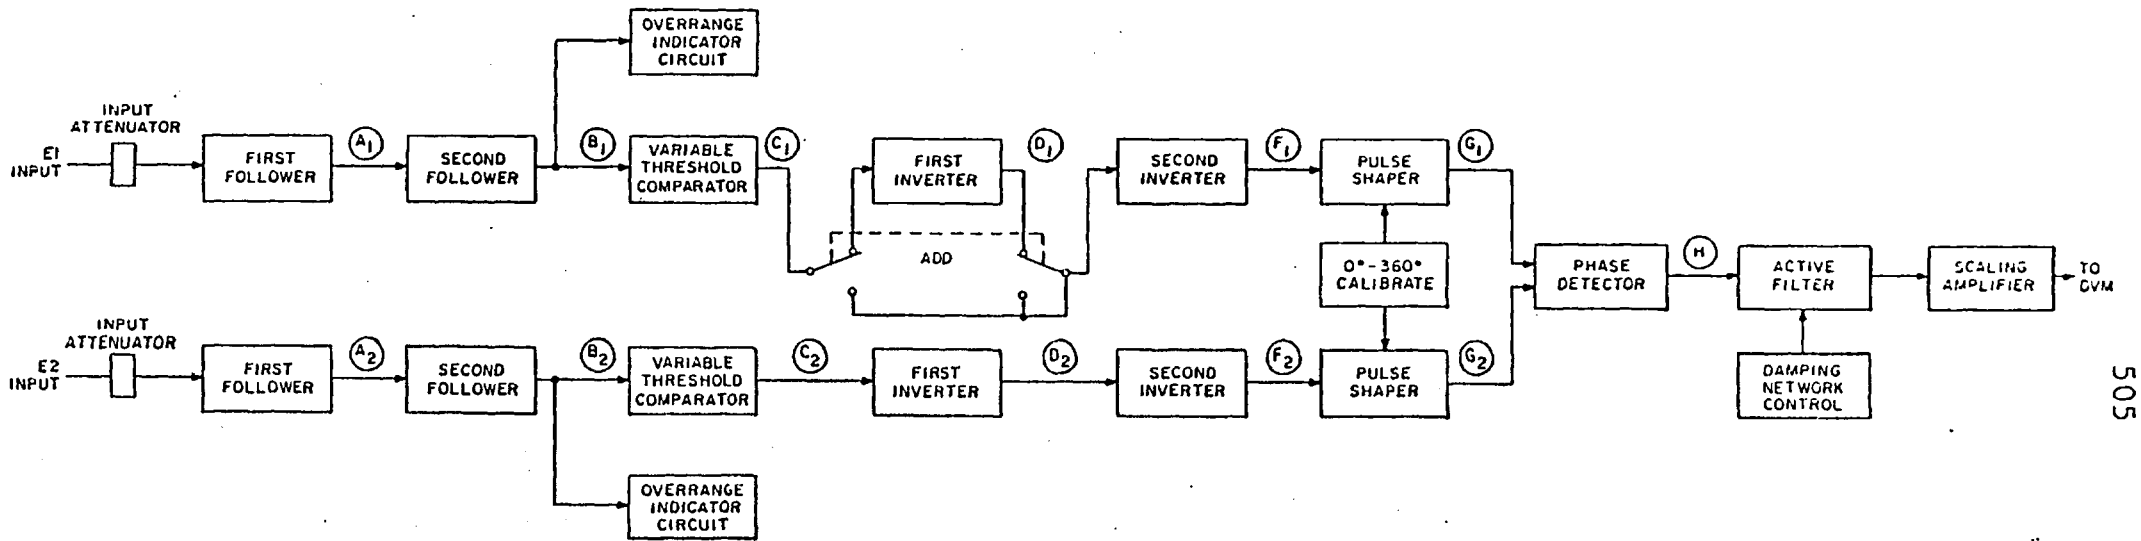 OVERRANGE
INDICATOR
CIRCUIT
INPUT
ATTENUATOR
E1
INPUT
FIRST
FOLLOWER
A1
SECOND
FOLLOWER
B1
VARIABLE
THRESHOLD
COMPARATOR
C1
FIRST
INVERTER
D1
SECOND
INVERTER
F1
PULSE
SHAPER
G1
ADD
0°-360°
CALIBRATE
PHASE
DETECTOR
H
ACTIVE
FILTER
SCALING
AMPLIFIER
TO
DVM
INPUT
ATTENUATOR
E2
INPUT
FIRST
FOLLOWER
A2
SECOND
FOLLOWER
B2
VARIABLE
THRESHOLD
COMPARATOR
C2
FIRST
INVERTER
D2
SECOND
INVERTER
F2
PULSE
SHAPER
G2
DAMPING
NETWORK
CONTROL
OVERRANGE
INDICATOR
CIRCUIT
505